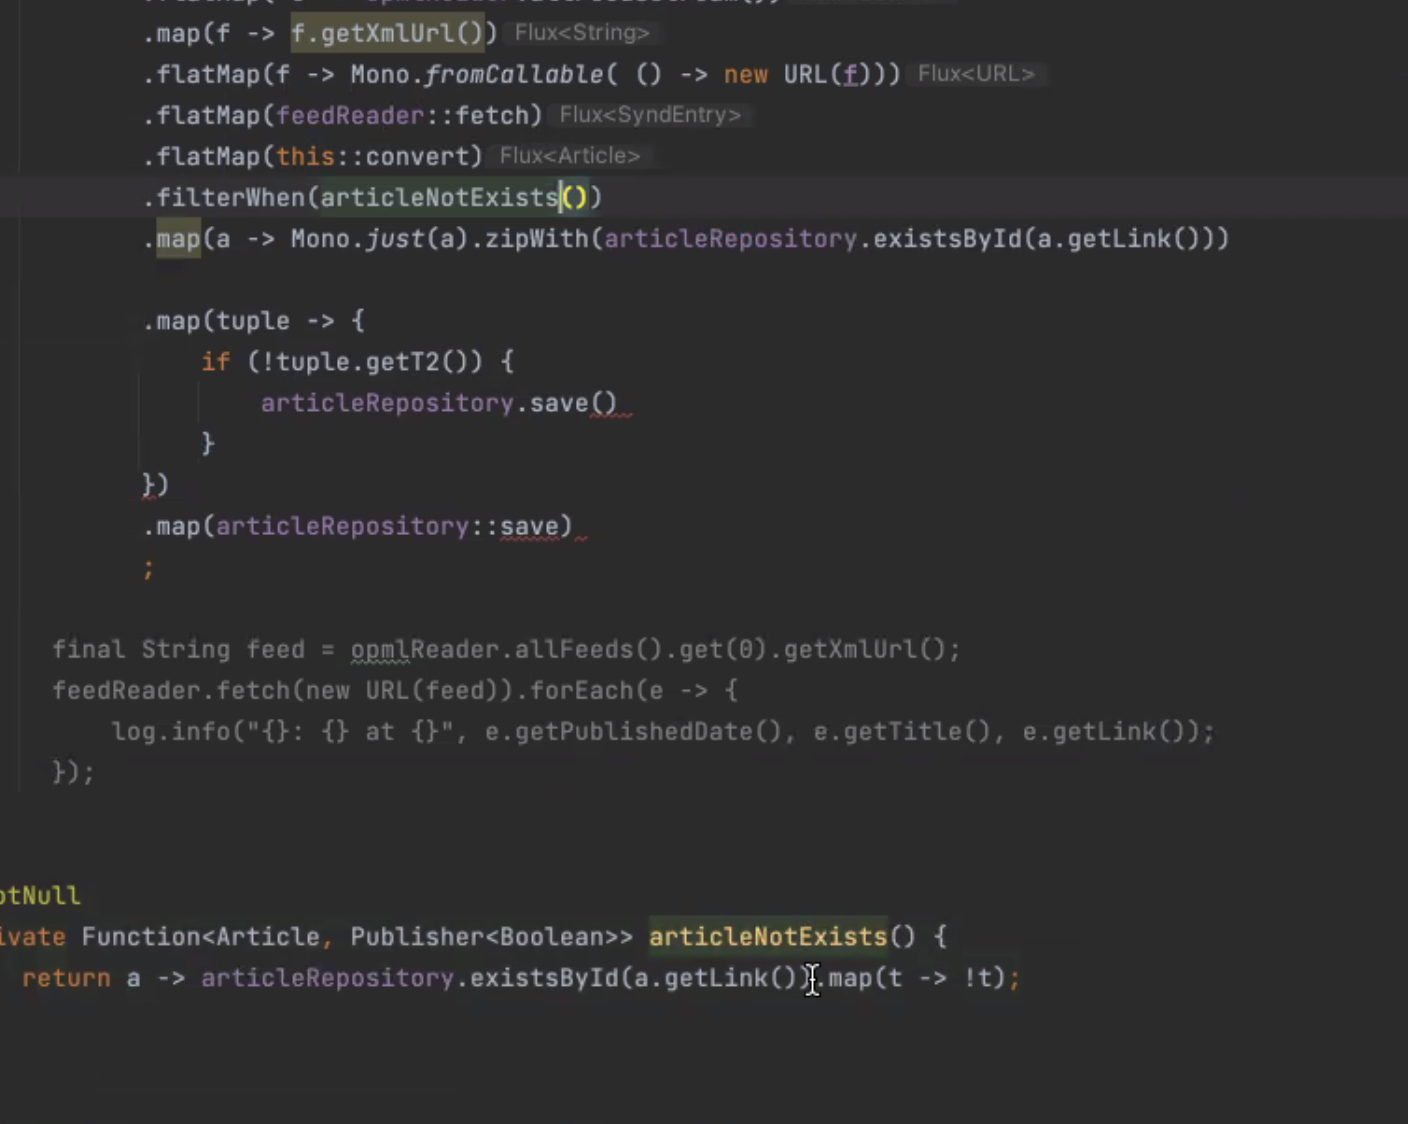 .map(f -> f.getXmlUrl()) Flux<String>
.flatMap(f -> Mono.fromCallable( () -> new URL(f))) Flux<URL>
.flatMap(feedReader::fetch) Flux<SyndEntry>
.flatMap(this::convert) Flux<Article>
.filterWhen(articleNotExists())
.map(a -> Mono.just(a).zipWith(articleRepository.existsById(a.getLink()))
.map(tuple -> {
if (!tuple.getT2()) {
articleRepository.save()
}
})
.map(articleRepository::save)
;
final String feed = opmlReader.allFeeds().get(0).getXmlUrl();
feedReader.fetch(new URL(feed)).forEach(e -> {
log.info("{}: {} at {}", e.getPublishedDate(), e.getTitle(), e.getLink());
});
otNull
ivate Function<Article, Publisher<Boolean>> articleNotExists() {
return a -> articleRepository.existsById(a.getLink()).map(t -> !t);